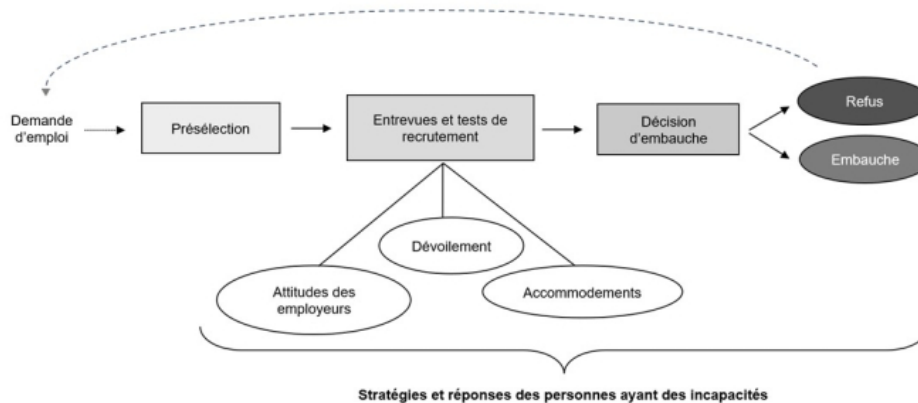 Demande
d'emploi
Présélection
Entrevues et tests de
recrutement
Décision
d'embauche
Refus
Embauche
Dévoilement
Attitudes des
employeurs
Accommodements
Stratégies et réponses des personnes ayant des incapacités